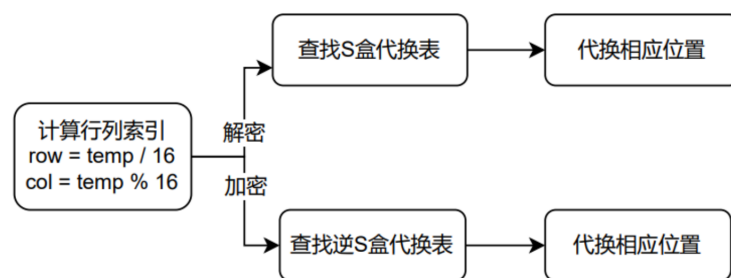 查找S盒代换表
代换相应位置
计算行列索引
row = temp / 16
col = temp % 16
解密
加密
查找逆S盒代换表
代换相应位置